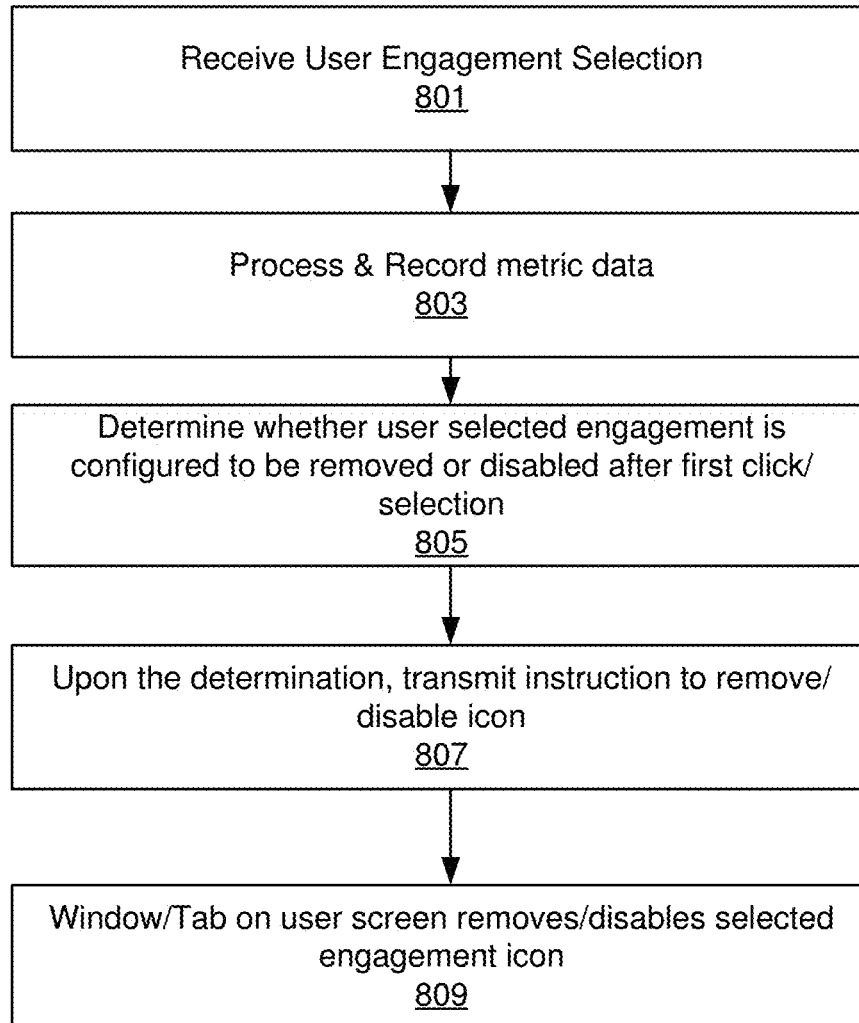 Receive User Engagement Selection
801
Process & Record metric data
803
Determine whether user selected engagement is
configured to be removed or disabled after first click/
selection
805
Upon the determination, transmit instruction to remove/
disable icon
807
Window/Tab on user screen removes/disables selected
engagement icon
809